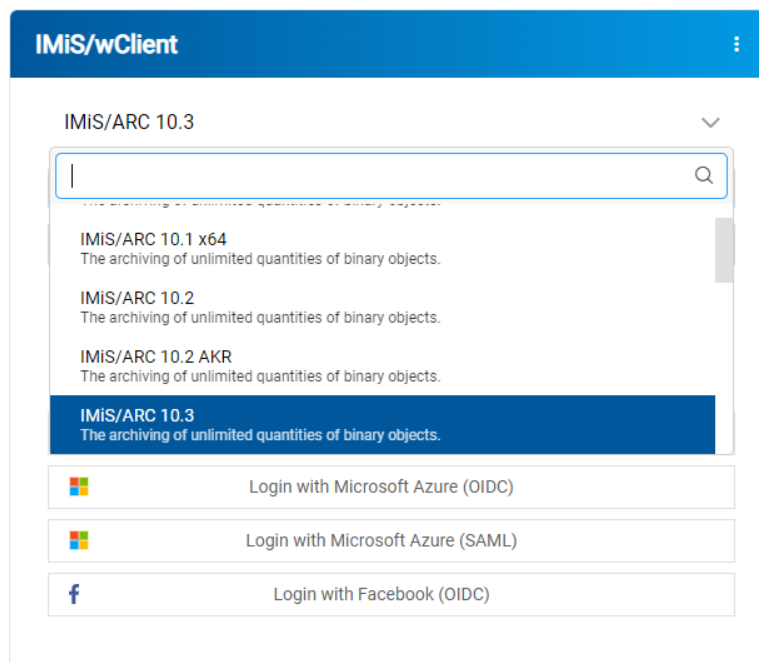 IMiS/wClient
IMiS/ARC 10.3
IMiS/ARC 10.1 x64
The archiving of unlimited quantities of binary objects.
IMiS/ARC 10.2
The archiving of unlimited quantities of binary objects.
IMiS/ARC 10.2 AKR
The archiving of unlimited quantities of binary objects.
IMiS/ARC 10.3
The archiving of unlimited quantities of binary objects.
Login with Microsoft Azure (OIDC)
Login with Microsoft Azure (SAML)
Login with Facebook (OIDC)